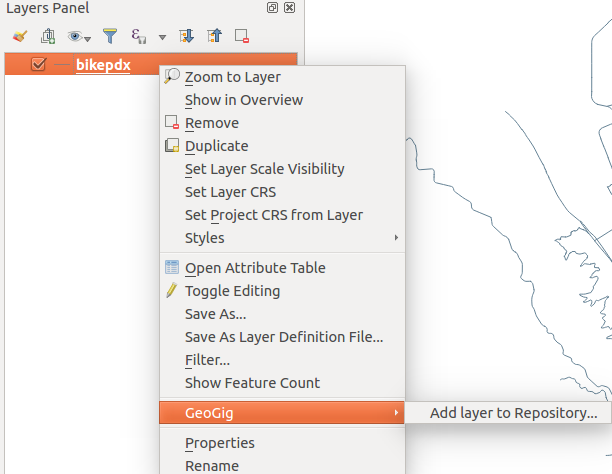 Layers Panel
bikepdx
Zoom to Layer
Show in Overview
Remove
Duplicate
Set Layer Scale Visibility
Set Layer CRS
Set Project CRS from Layer
Styles
Open Attribute Table
Toggle Editing
Save As...
Save As Layer Definition File...
Filter...
Show Feature Count
GeoGig
Add layer to Repository...
Properties
Rename